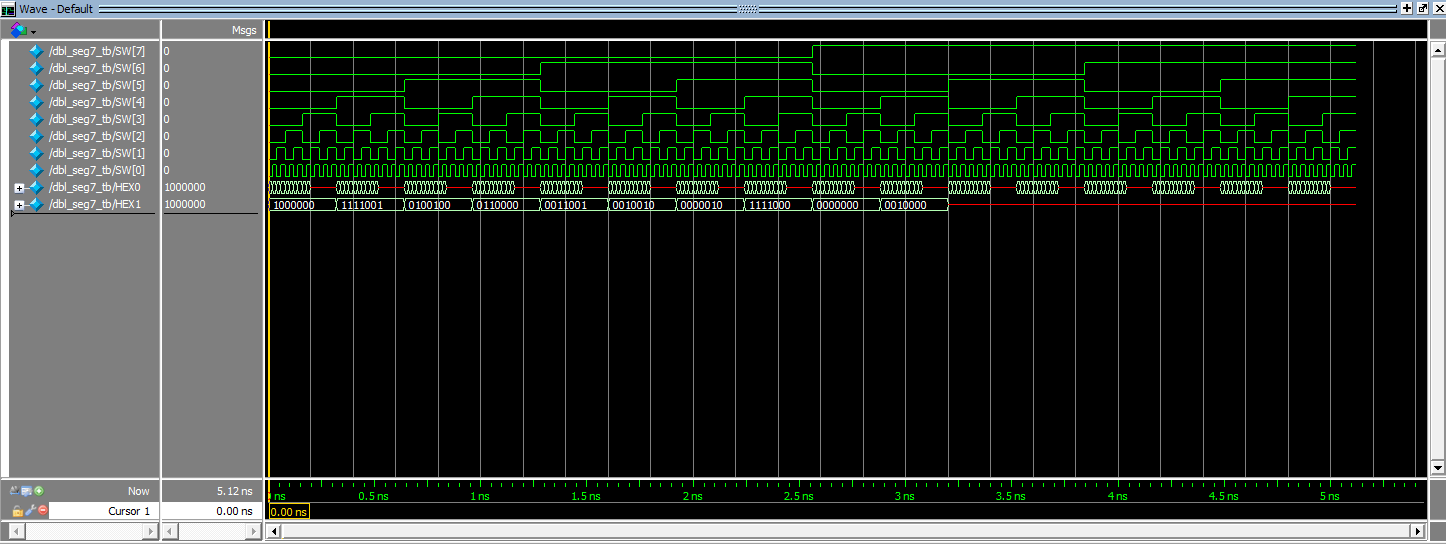 Wave - Default
Msgs
/dbl_seg7_tb/SW[7] 0
/dbl_seg7_tb/SW[6] 0
/dbl_seg7_tb/SW[5] 0
/dbl_seg7_tb/SW[4] 0
/dbl_seg7_tb/SW[3] 0
/dbl_seg7_tb/SW[2] 0
/dbl_seg7_tb/SW[1] 0
/dbl_seg7_tb/SW[0] 0
/dbl_seg7_tb/HEX0 1000000
/dbl_seg7_tb/HEX1 1000000 1000000 1111001 0100100 0110000 0011001 0010010 0000010 1111000 0000000 0010000
Now 5.12 ns ns 0.5 ns 1 ns 1.5 ns 2 ns 2.5 ns 3 ns 3.5 ns 4 ns 4.5 ns 5 ns
Cursor 1 0.00 ns 0.00 ns